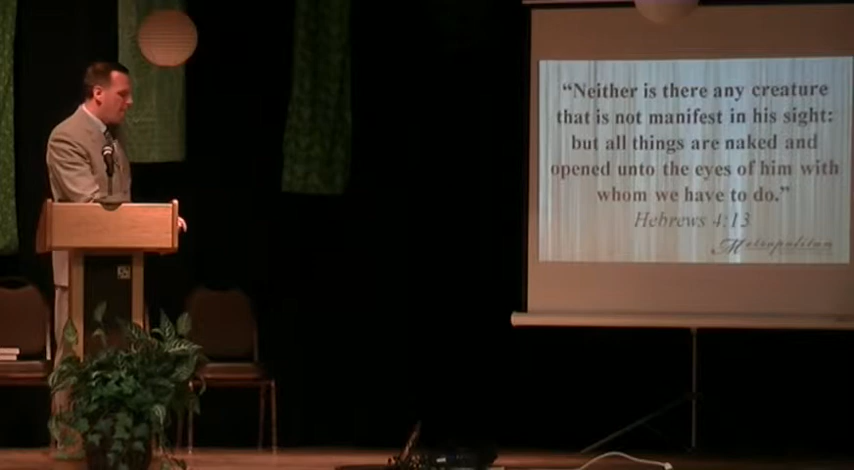 “Neither is there any creature
that is not manifest in his sight:
but all things are naked and
opened unto the eyes of him with
whom we have to do.”
Hebrews 4:13
Metropolitan